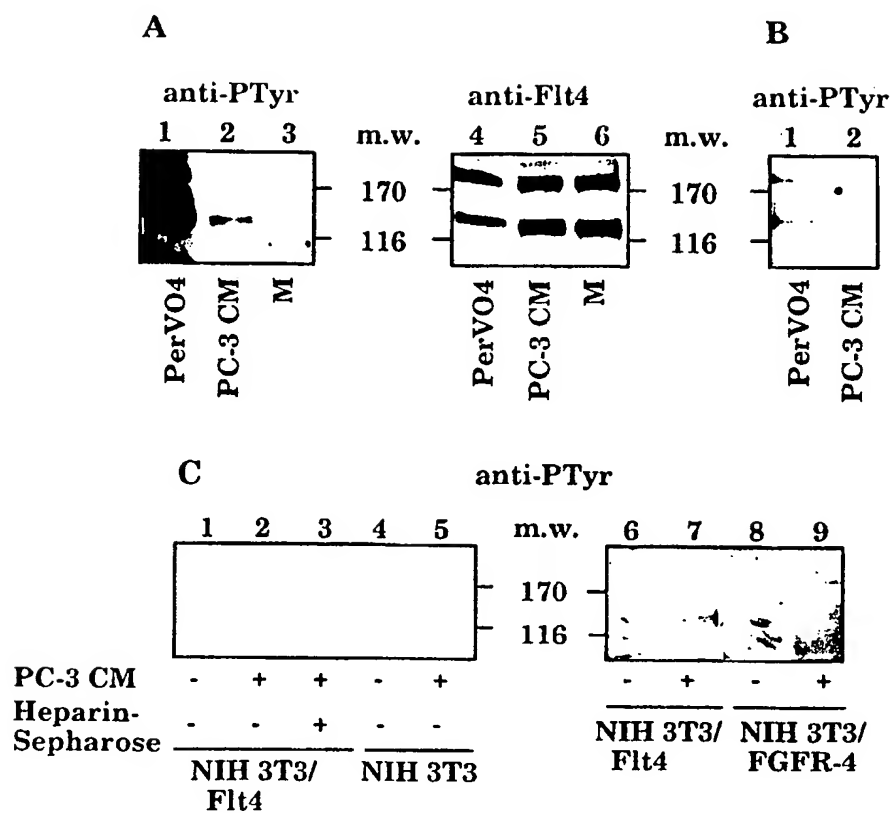 A
B
anti-PTyr
anti-Flt4
anti-PTyr
1 2 3 m.w. 4 5 6 m.w. 1 2
170
170
116
116
PerVO4
PC-3 CM
M
PerVO4
PC-3 CM
M
PerVO4
PC-3 CM
C
anti-PTyr
1 2 3 4 5 m.w. 6 7 8 9
170
116
PC-3 CM - + + - + - + - +
Heparin-
Sepharose - - + - -
NIH 3T3/
Flt4
NIH 3T3
NIH 3T3/
Flt4
NIH 3T3/
FGFR-4